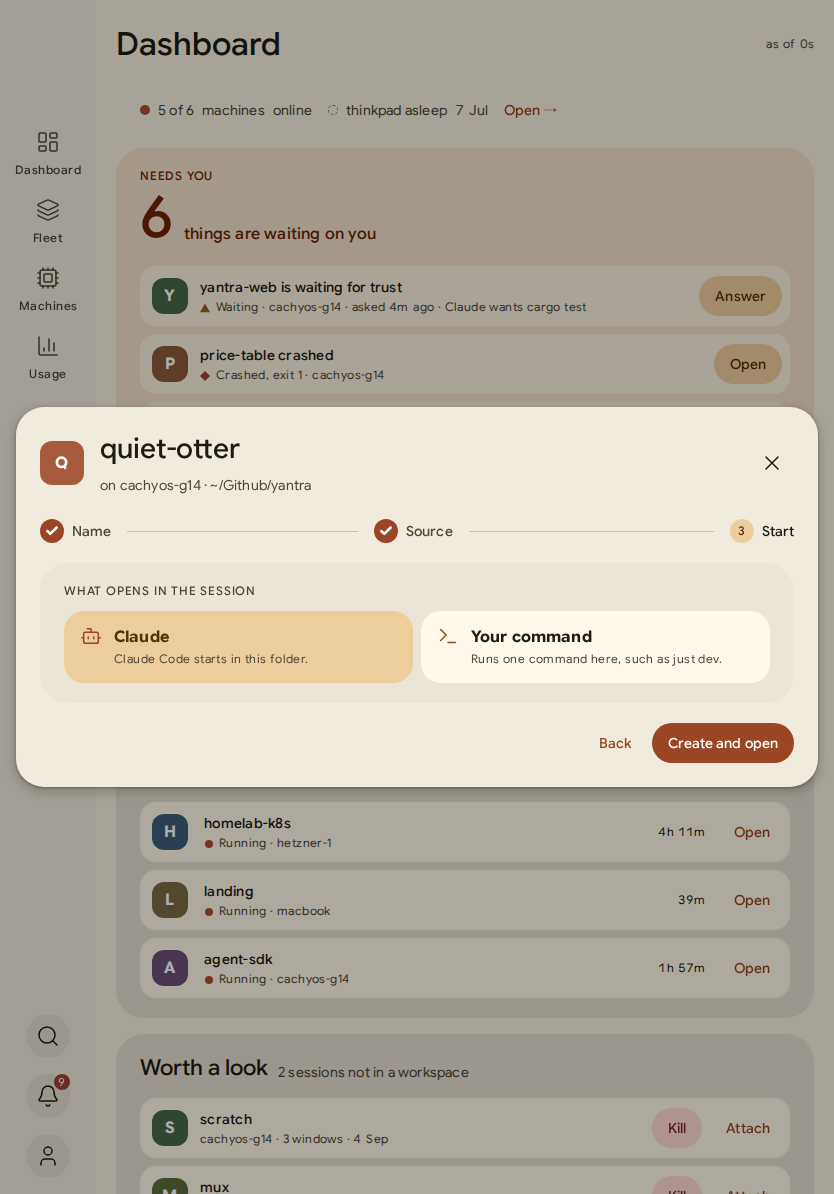 Dashboard
as of 0s
5 of 6 machines online
thinkpad asleep 7 Jul
Open →
Dashboard
Fleet
Machines
Usage
NEEDS YOU
6 things are waiting on you
Y
yantra-web is waiting for trust
Waiting · cachyos-g14 · asked 4m ago · Claude wants cargo test
Answer
P
price-table crashed
Crashed, exit 1 · cachyos-g14
Open
Q
quiet-otter
on cachyos-g14 · ~/Github/yantra
Name
Source
3 Start
WHAT OPENS IN THE SESSION
Claude
Claude Code starts in this folder.
Your command
Runs one command here, such as just dev.
Back
Create and open
H
homelab-k8s
Running · hetzner-1
4h 11m
Open
L
landing
Running · macbook
39m
Open
A
agent-sdk
Running · cachyos-g14
1h 57m
Open
9
Worth a look 2 sessions not in a workspace
S
scratch
cachyos-g14 · 3 windows · 4 Sep
Kill
Attach
M
mux
Kill
Attach